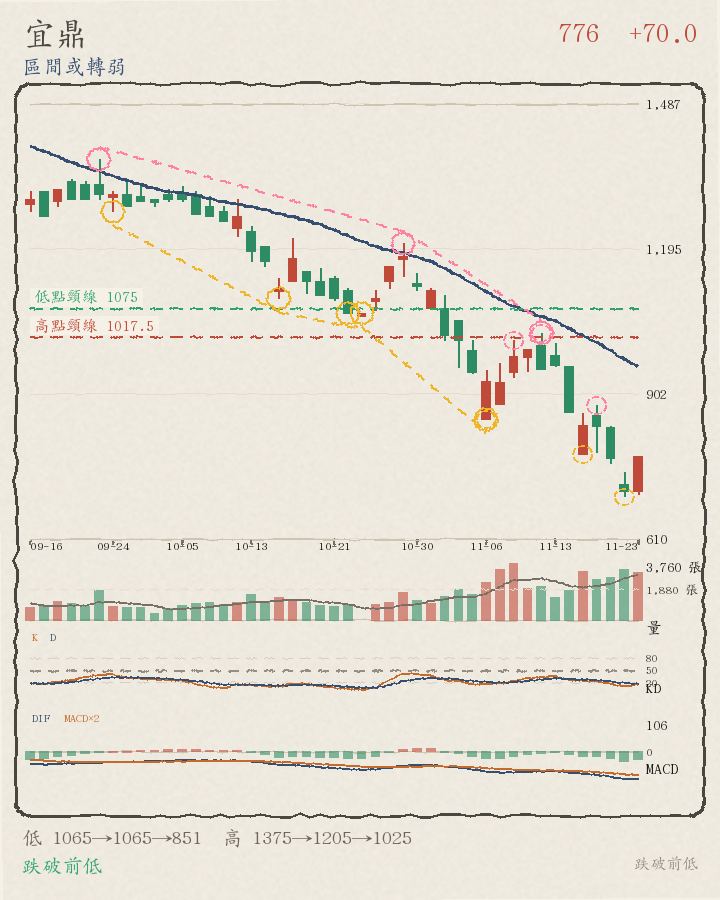 宜鼎
776 +70.0
區間或轉弱
1,487
1,195
低點頸線 1075
高點頸線 1017.5
902
610
09-16 09-24 10-05 10-13 10-21 10-30 11-06 11-13 11-23
3,760 張
1,880 張
量
K D
80
50
20
KD
DIF MACD×2
106
0
MACD
低 1065→1065→851 高 1375→1205→1025
跌破前低
跌破前低